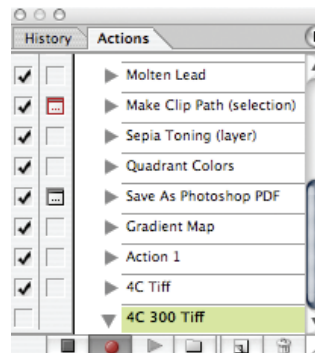 History Actions
Molten Lead
Make Clip Path (selection)
Sepia Toning (layer)
Quadrant Colors
Save As Photoshop PDF
Gradient Map
Action 1
4C Tiff
4C 300 Tiff